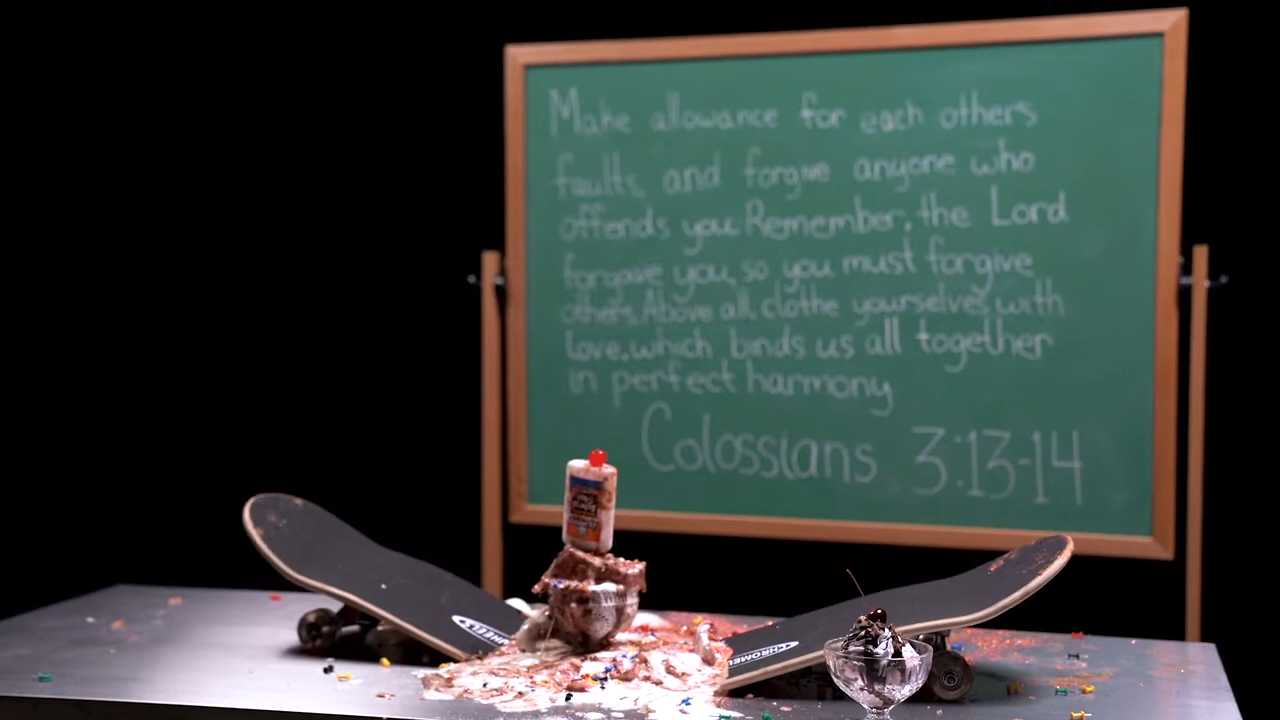 Make allowance for each others
faults, and forgive anyone who
offends you. Remember, the Lord
forgave you, so you must forgive
others. Above all, clothe yourselves with
love, which binds us all together
in perfect harmony
Colossians 3:13-14
CHROMEELS
CHROMEL